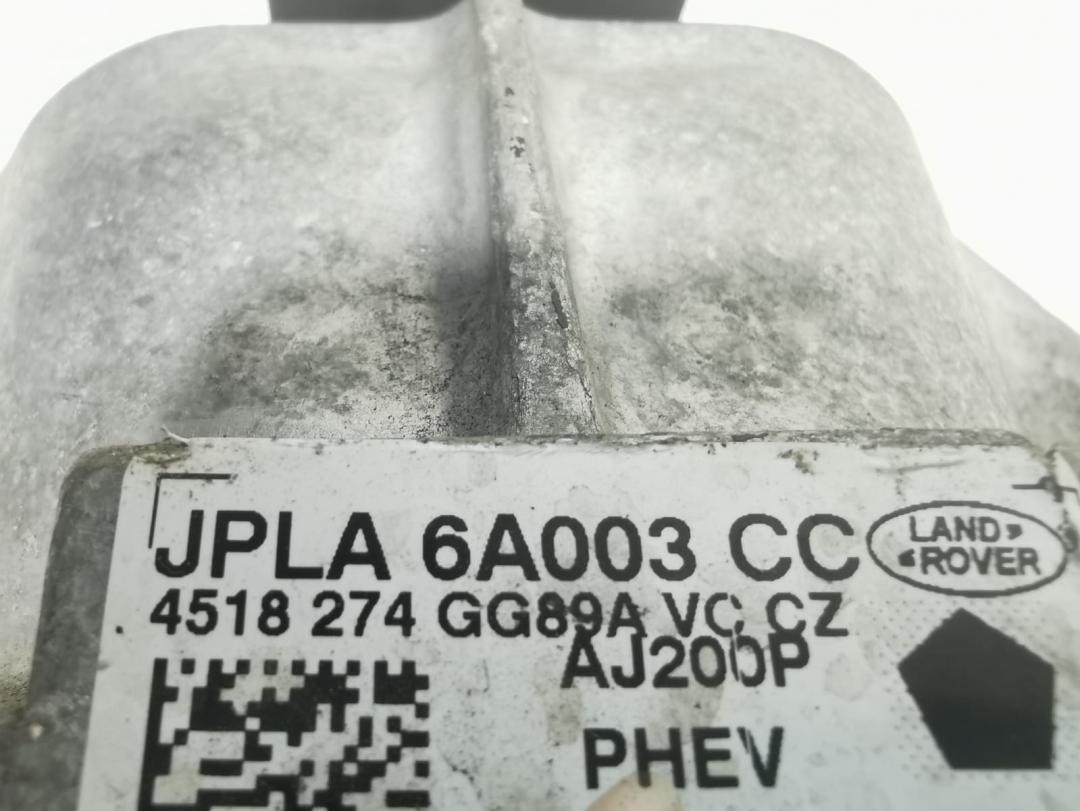 JPLA 6A003 CC
LAND
ROVER
4518 274 GG89A VC CZ
AJ200P
PHEV